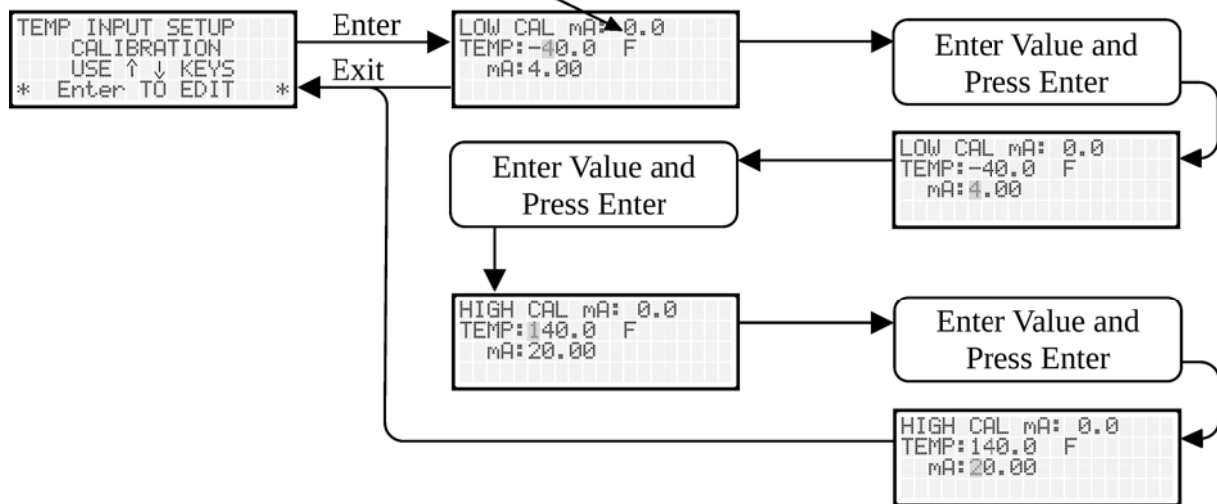 TEMP INPUT SETUP
CALIBRATION
USE ↑ ↓ KEYS
* Enter TO EDIT *
Enter
Exit
LOW CAL mA: 0.0
TEMP:-40.0 F
mA:4.00
Enter Value and
Press Enter
LOW CAL mA: 0.0
TEMP:-40.0 F
mA:4.00
Enter Value and
Press Enter
HIGH CAL mA: 0.0
TEMP:140.0 F
mA:20.00
Enter Value and
Press Enter
HIGH CAL mA: 0.0
TEMP:140.0 F
mA:20.00